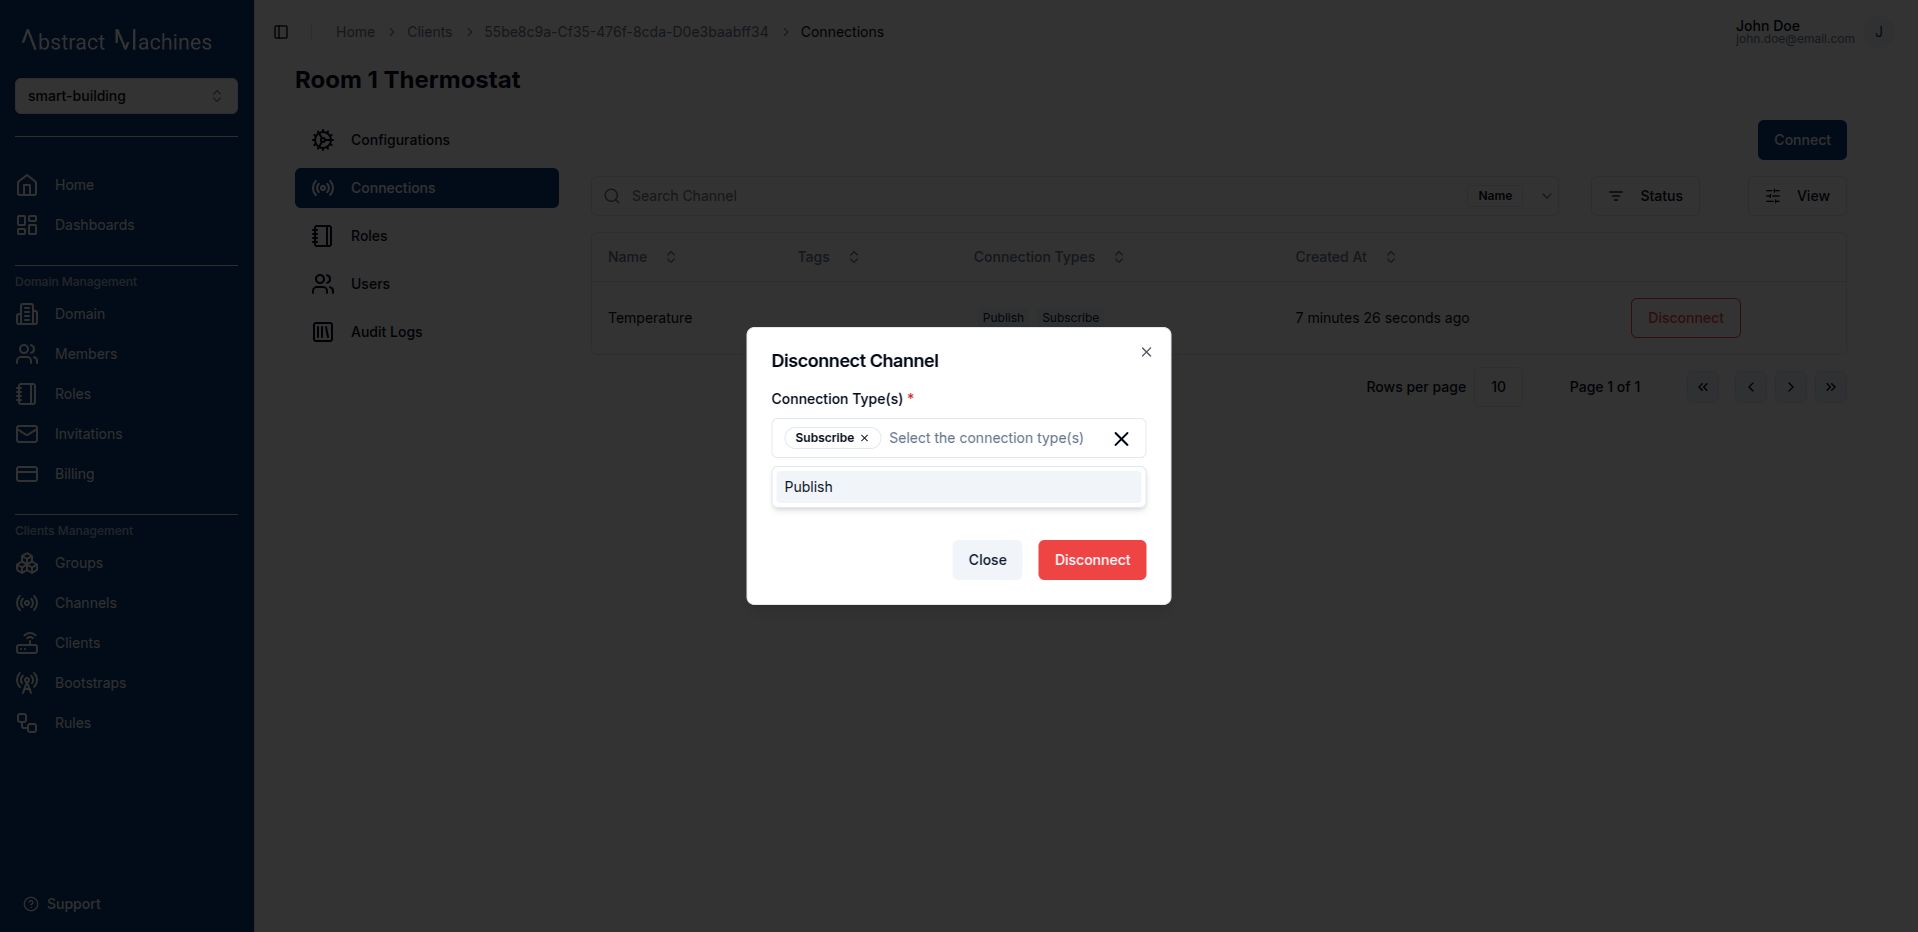 Abstract Machines
smart-building
Home
Dashboards
Domain Management
Domain
Members
Roles
Invitations
Billing
Clients Management
Groups
Channels
Clients
Bootstraps
Rules
Support
Home > Clients > 55be8c9a-Cf35-476f-8cda-D0e3baabff34 > Connections
John Doe
john.doe@email.com
J
Room 1 Thermostat
Configurations
Connections
Roles
Users
Audit Logs
Connect
Search Channel Name Status View
Name Tags Connection Types Created At
Temperature Publish Subscribe 7 minutes 26 seconds ago Disconnect
Rows per page 10 Page 1 of 1
Disconnect Channel
Connection Type(s) *
Subscribe Select the connection type(s)
Publish
Close Disconnect